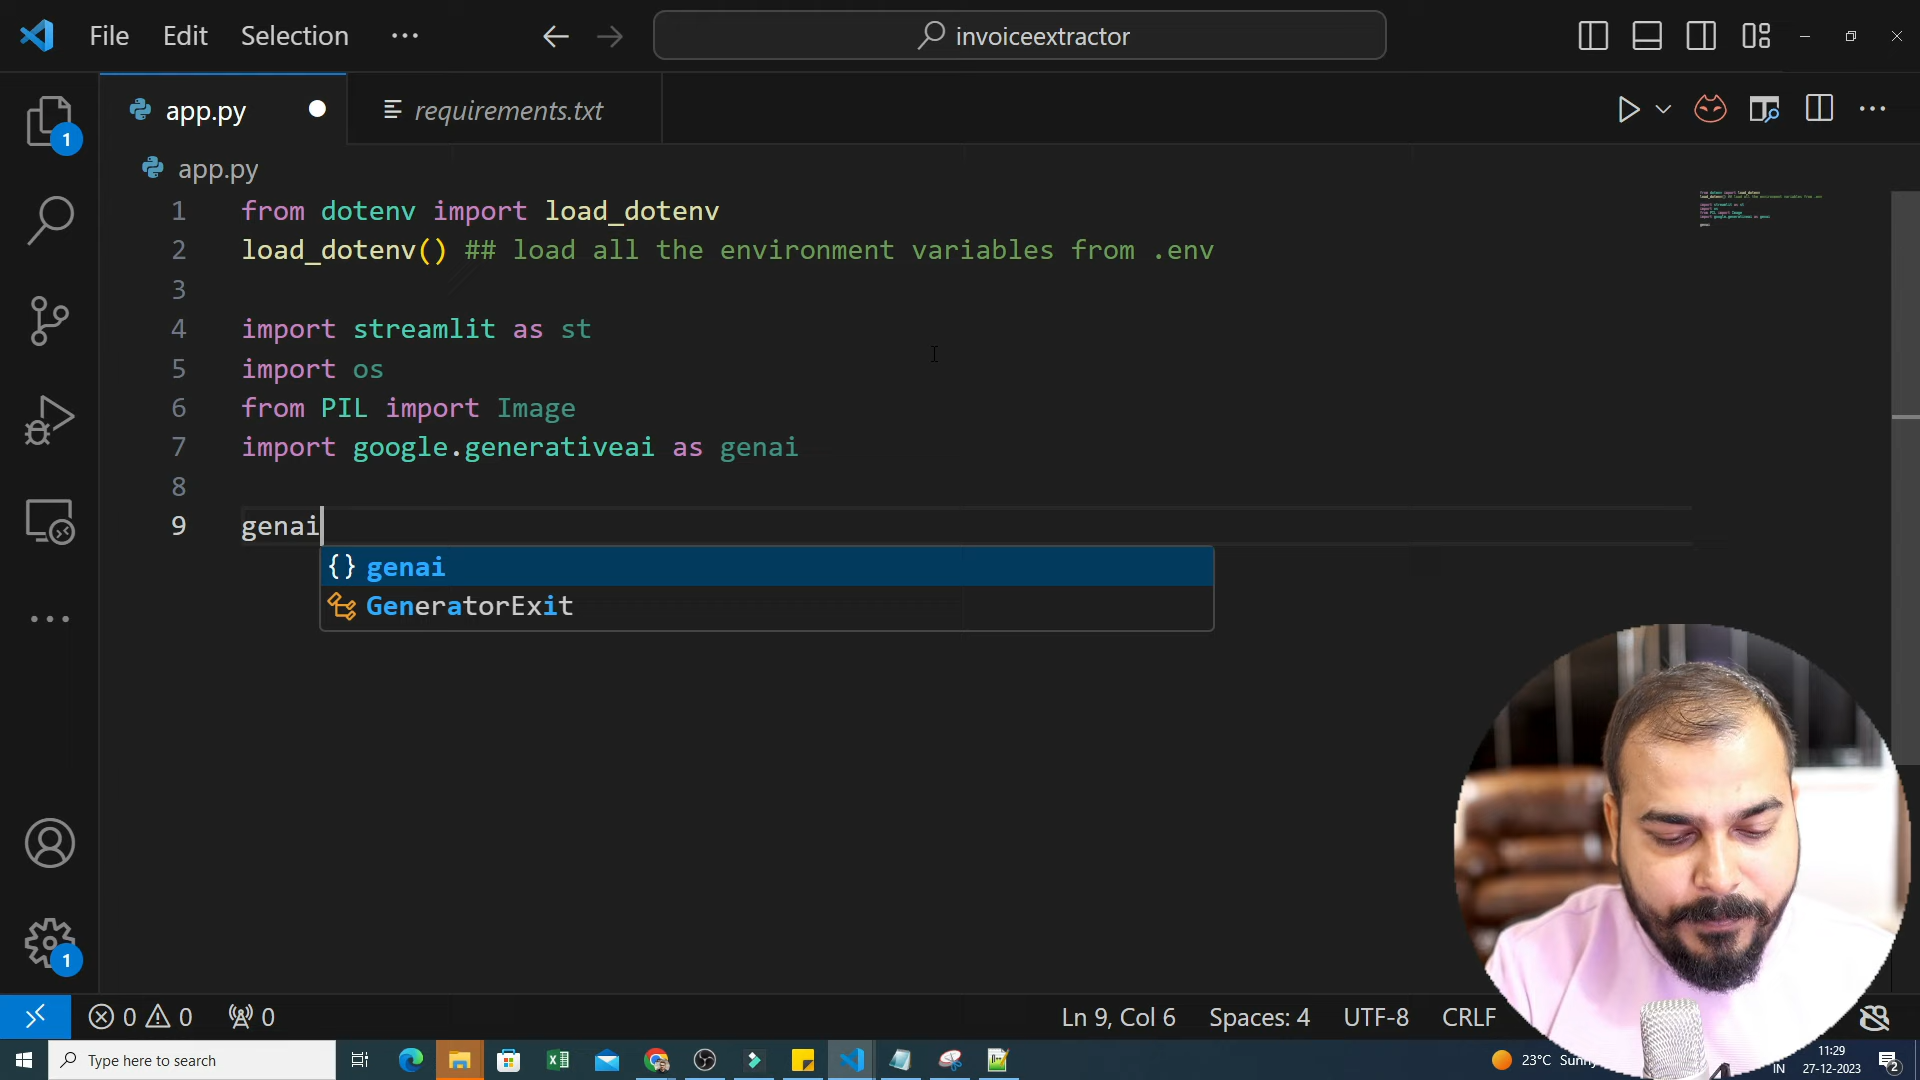 File Edit Selection ··· invoiceextractor
app.py requirements.txt
1
app.py
1 from dotenv import load_dotenv
2 load_dotenv() ## load all the environment variables from .env
3
4 import streamlit as st
5 import os
6 from PIL import Image
7 import google.generativeai as genai
8
9 genai
{} genai
GeneratorExit
1
0 0 0 Ln 9, Col 6 Spaces: 4 UTF-8 CRLF
Type here to search 23°C IN 11:29
27-12-2023 2